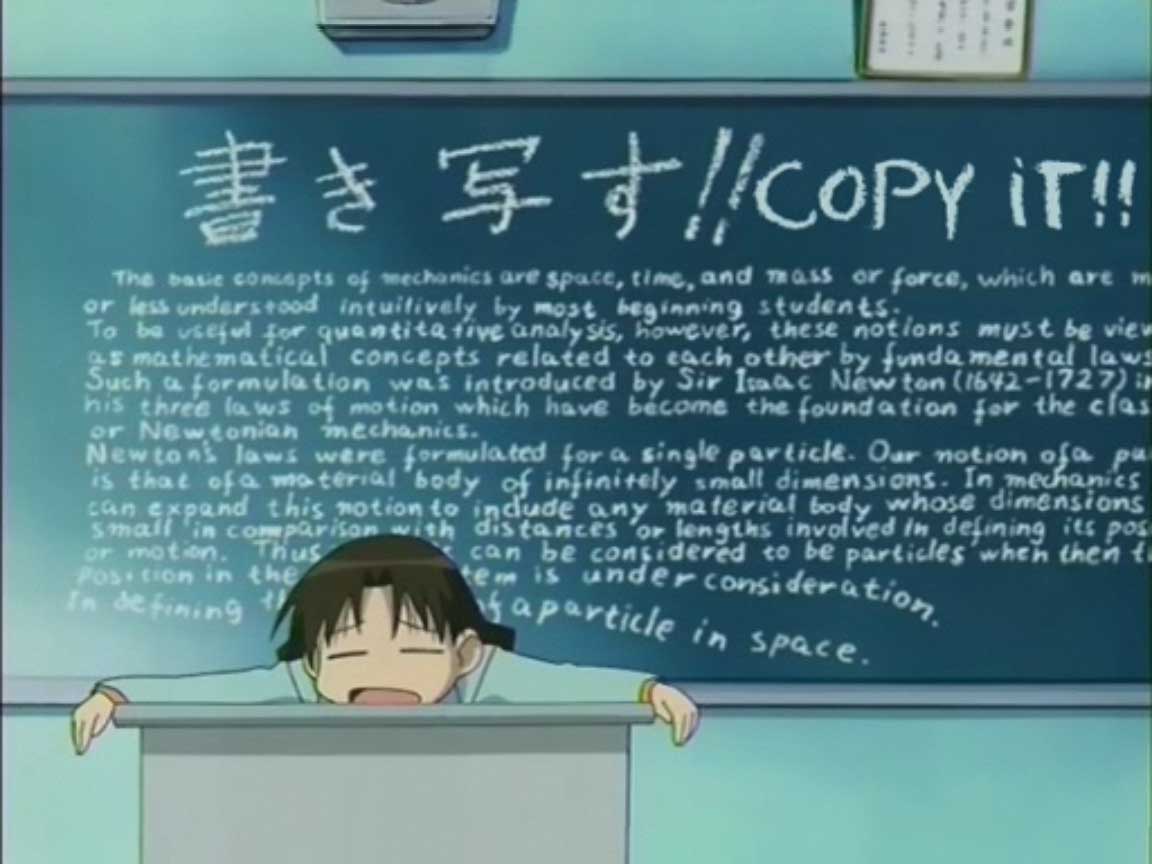 書き写す!! COPY iT!!
The basic concepts of mechanics are space, time, and mass or force, which are
or less understood intuitively by most beginning students.
To be useful for quantitative analysis, however, these notions must be view
as mathematical concepts related to each other by fundamental laws
Such a formulation was introduced by Sir Isaac Newton (1642-1727) in
his three laws of motion which have become the foundation for the clas
or Newtonian mechanics.
Newton's laws were formulated for a single particle. Our notion of a
is that of a material body of infinitely small dimensions. In mechanics
can expand this notion to include any material body whose dimensions
small in comparison with distances or lengths involved in defining its pos
or motion. Thus can be considered to be particles when then
position in the tem is under consideration.
In defining of a particle in space.